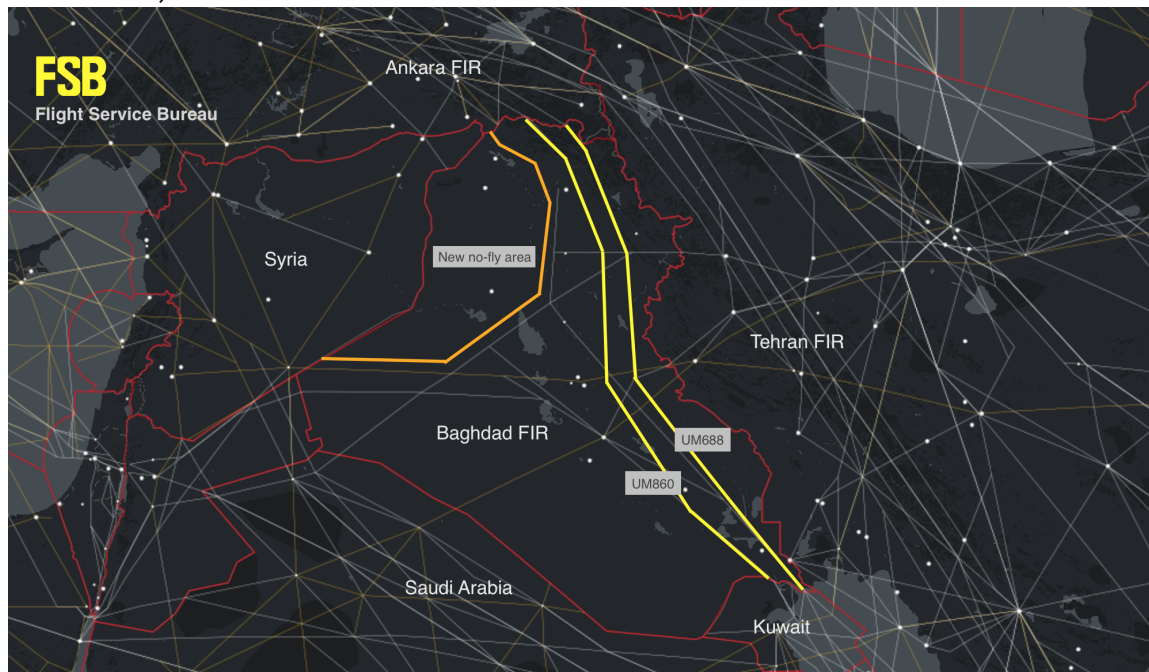 FSB
Flight Service Bureau
Ankara FIR
Syria
New no-fly area
Tehran FIR
Baghdad FIR
UM688
UM860
Saudi Arabia
Kuwait